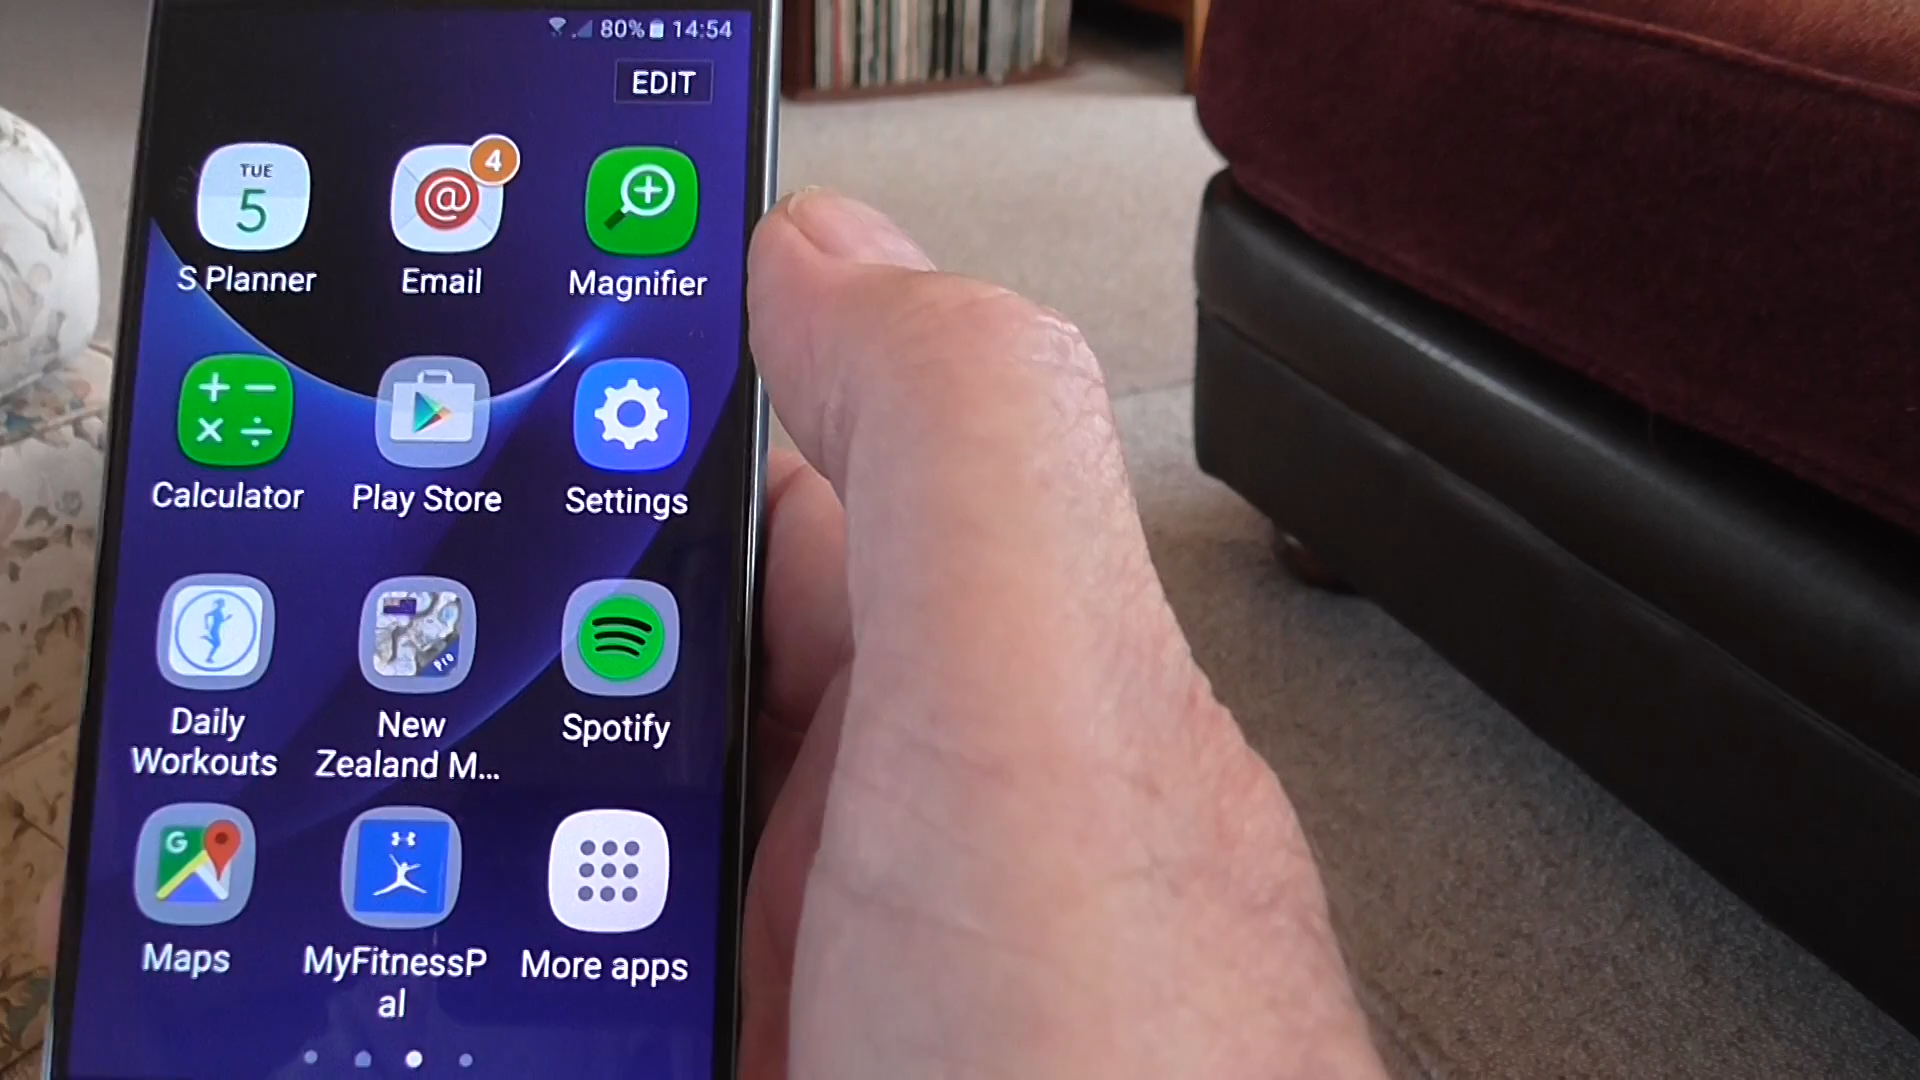 80% 14:54
EDIT
TUE
5
4
@
S Planner
Email
Magnifier
Calculator
Play Store
Settings
Pro
Daily
Workouts
New
Zealand M...
Spotify
G
Maps
MyFitnessP
al
More apps